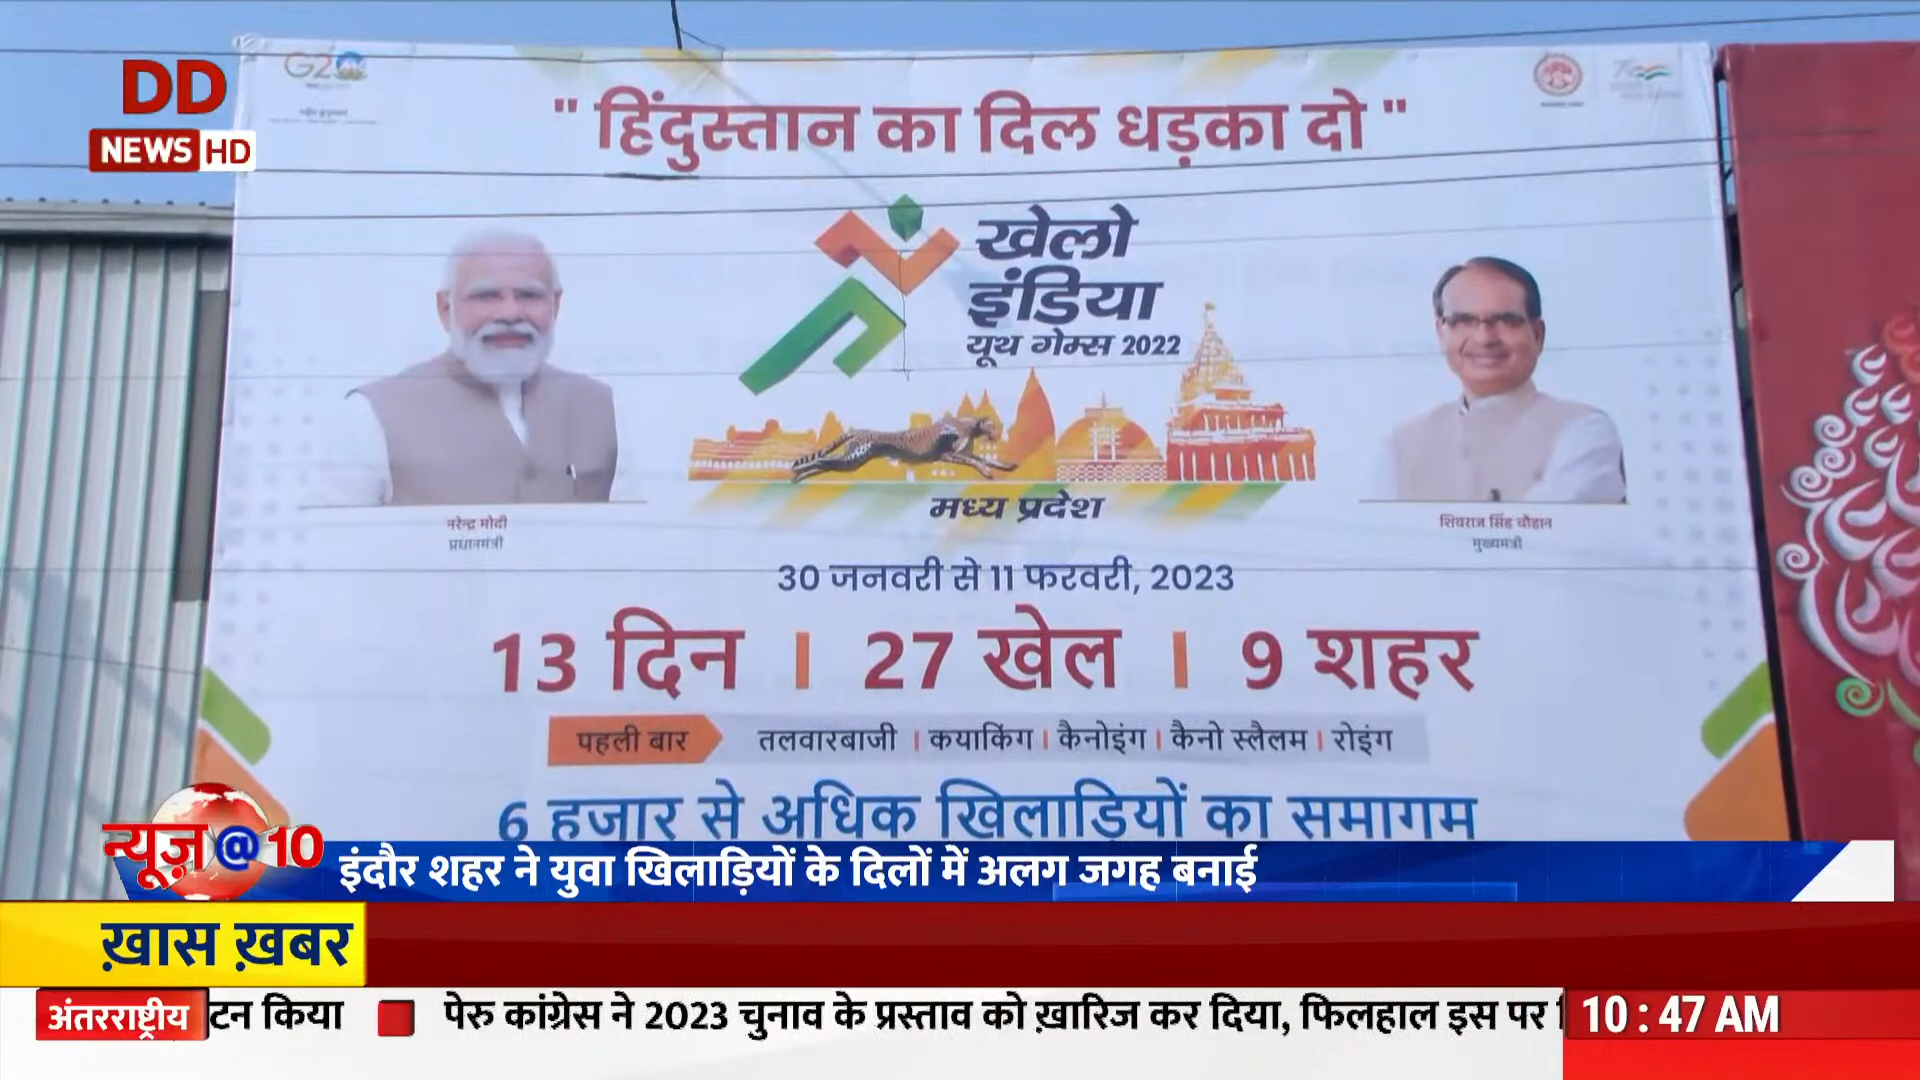 DD
NEWS HD
G20
" हिंदुस्तान का दिल धड़का दो "
खेलो
इंडिया
यूथ गेम्स 2022
मध्य प्रदेश
नरेन्द्र मोदी
प्रधानमंत्री
शिवराज सिंह चौहान
मुख्यमंत्री
30 जनवरी से 11 फरवरी, 2023
13 दिन । 27 खेल । 9 शहर
पहली बार तलवारबाजी । कयाकिंग । कैनोइंग । कैनो स्लैलम । रोइंग
6 हजार से अधिक खिलाड़ियों का समागम
न्यूज़@10
इंदौर शहर ने युवा खिलाड़ियों के दिलों में अलग जगह बनाई
ख़ास ख़बर
अंतरराष्ट्रीय टन किया पेरु कांग्रेस ने 2023 चुनाव के प्रस्ताव को ख़ारिज कर दिया, फिलहाल इस पर
10 : 47 AM